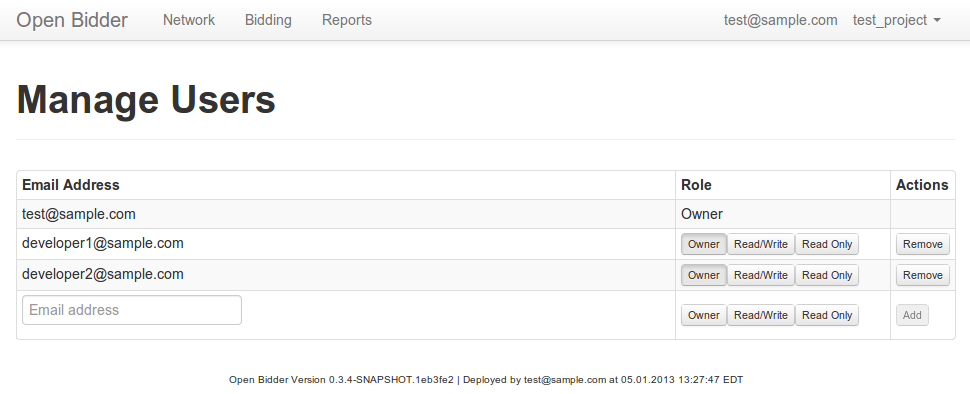 Open Bidder Network Bidding Reports test@sample.com test_project
Manage Users
Email Address Role Actions
test@sample.com Owner
developer1@sample.com Owner Read/Write Read Only Remove
developer2@sample.com Owner Read/Write Read Only Remove
Email address Owner Read/Write Read Only Add
Open Bidder Version 0.3.4-SNAPSHOT.1eb3fe2 | Deployed by test@sample.com at 05.01.2013 13:27:47 EDT